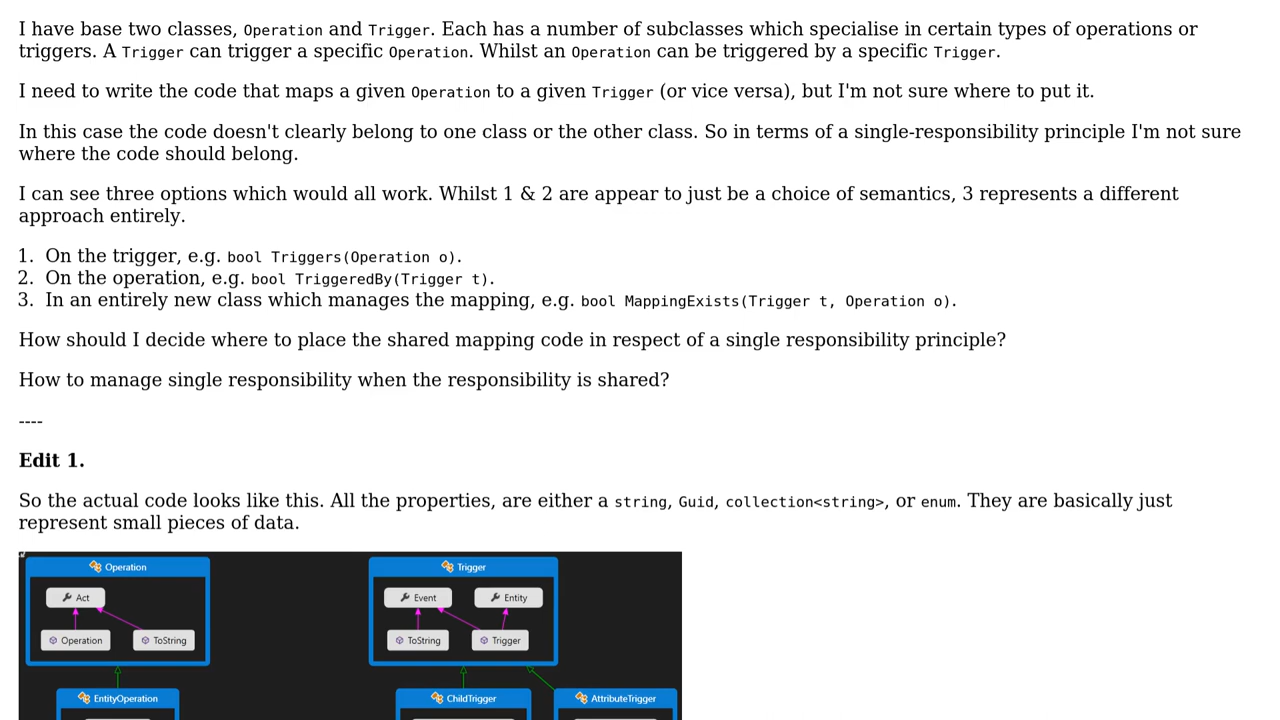 I have base two classes, Operation and Trigger. Each has a number of subclasses which specialise in certain types of operations or
triggers. A Trigger can trigger a specific Operation. Whilst an Operation can be triggered by a specific Trigger.
I need to write the code that maps a given Operation to a given Trigger (or vice versa), but I'm not sure where to put it.
In this case the code doesn't clearly belong to one class or the other class. So in terms of a single-responsibility principle I'm not sure
where the code should belong.
I can see three options which would all work. Whilst 1 & 2 are appear to just be a choice of semantics, 3 represents a different
approach entirely.
1. On the trigger, e.g. bool Triggers(Operation o).
2. On the operation, e.g. bool TriggeredBy(Trigger t).
3. In an entirely new class which manages the mapping, e.g. bool MappingExists(Trigger t, Operation o).
How should I decide where to place the shared mapping code in respect of a single responsibility principle?
How to manage single responsibility when the responsibility is shared?
----
Edit 1.
So the actual code looks like this. All the properties, are either a string, Guid, collection<string>, or enum. They are basically just
represent small pieces of data.
Operation Trigger
Act Event Entity
Operation ToString ToString Trigger
EntityOperation ChildTrigger AttributeTrigger